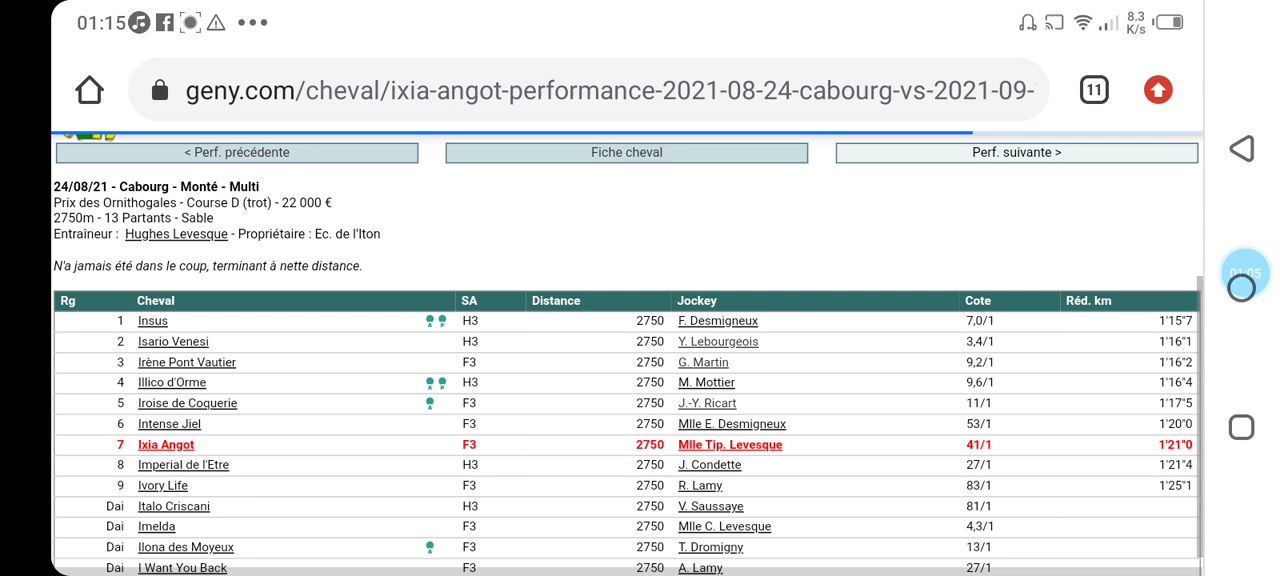 01:15
8.3
K/s
geny.com/cheval/ixia-angot-performance-2021-08-24-cabourg-vs-2021-09-
11
< Perf. précédente Fiche cheval Perf. suivante >
24/08/21 - Cabourg - Monté - Multi
Prix des Ornithogales - Course D (trot) - 22 000 €
2750m - 13 Partants - Sable
Entraîneur : Hughes Levesque - Propriétaire : Ec. de l'Iton
N'a jamais été dans le coup, terminant à nette distance.
01:05
Rg Cheval SA Distance Jockey Cote Réd. km
1 Insus A P H3 2750 F. Desmigneux 7,0/1 1'15"7
2 Isario Venesi H3 2750 Y. Lebourgeois 3,4/1 1'16"1
3 Irène Pont Vautier F3 2750 G. Martin 9,2/1 1'16"2
4 Illico d'Orme A P H3 2750 M. Mottier 9,6/1 1'16"4
5 Iroise de Coquerie A F3 2750 J.-Y. Ricart 11/1 1'17"5
6 Intense Jiel F3 2750 Mlle E. Desmigneux 53/1 1'20"0
7 Ixia Angot F3 2750 Mlle Tip. Levesque 41/1 1'21"0
8 Imperial de l'Etre H3 2750 J. Condette 27/1 1'21"4
9 Ivory Life F3 2750 R. Lamy 83/1 1'25"1
Dai Italo Criscani H3 2750 V. Saussaye 81/1
Dai Imelda F3 2750 Mlle C. Levesque 4,3/1
Dai Ilona des Moyeux A F3 2750 T. Dromigny 13/1
Dai I Want You Back F3 2750 A. Lamy 27/1